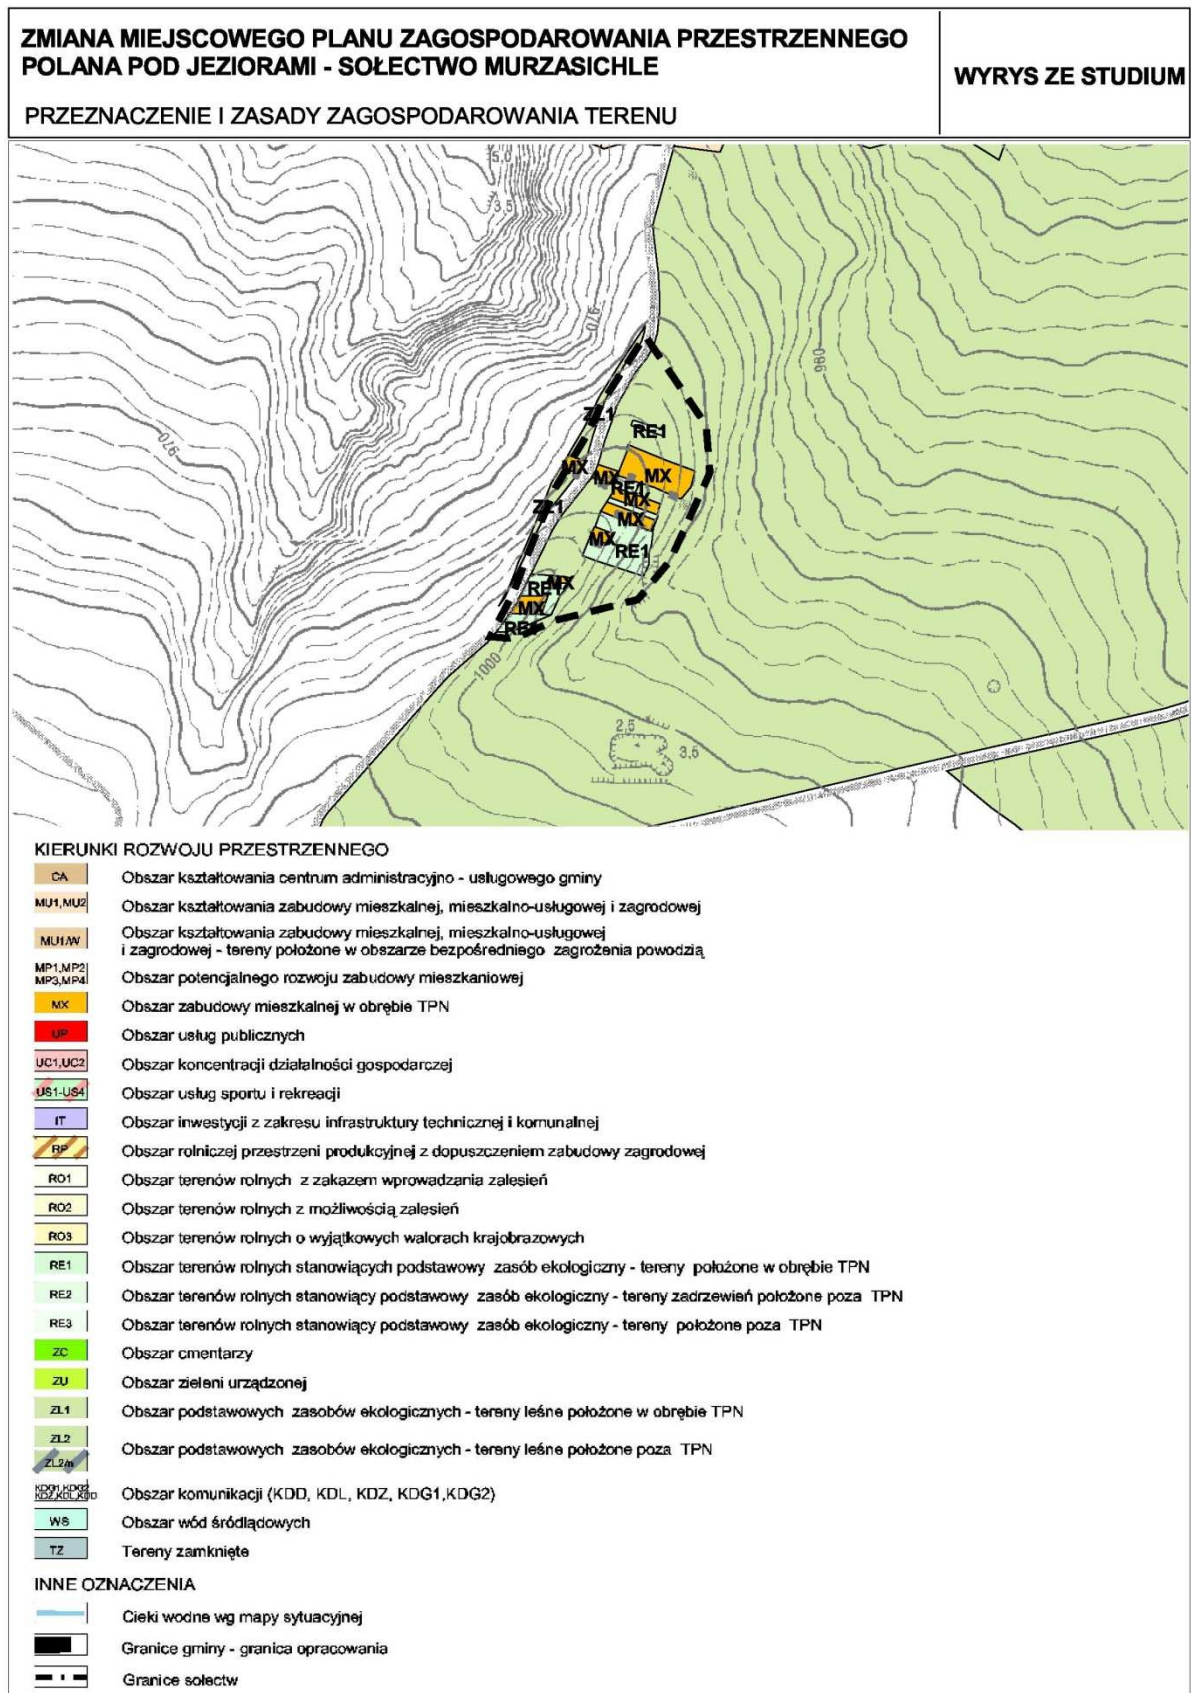 ZMIANA MIEJSCOWEGO PLANU ZAGOSPODAROWANIA PRZESTRZENNEGO
POLANA POD JEZIORAMI - SOŁECTWO MURZASICHLE
PRZEZNACZENIE I ZASADY ZAGOSPODAROWANIA TERENU
WYRYS ZE STUDIUM
5,0
3,5
970
980
970
ZL1
RE1
MX
MX
MX
RE1
MX
ZL1
MX
MX
RE1
MX
RE1
MX
RE1
1000
2,5
3,5
KIERUNKI ROZWOJU PRZESTRZENNEGO
CA Obszar kształtowania centrum administracyjno - usługowego gminy
MU1,MU2 Obszar kształtowania zabudowy mieszkalnej, mieszkalno-usługowej i zagrodowej
MU1/W Obszar kształtowania zabudowy mieszkalnej, mieszkalno-usługowej
i zagrodowej - tereny położone w obszarze bezpośredniego zagrożenia powodzią
MP1,MP2
MP3,MP4 Obszar potencjalnego rozwoju zabudowy mieszkaniowej
MX Obszar zabudowy mieszkalnej w obrębie TPN
UP Obszar usług publicznych
UC1,UC2 Obszar koncentracji działalności gospodarczej
US1-US4 Obszar usług sportu i rekreacji
IT Obszar inwestycji z zakresu infrastruktury technicznej i komunalnej
RP Obszar rolniczej przestrzeni produkcyjnej z dopuszczeniem zabudowy zagrodowej
RO1 Obszar terenów rolnych z zakazem wprowadzania zalesień
RO2 Obszar terenów rolnych z możliwością zalesień
RO3 Obszar terenów rolnych o wyjątkowych walorach krajobrazowych
RE1 Obszar terenów rolnych stanowiących podstawowy zasób ekologiczny - tereny położone w obrębie TPN
RE2 Obszar terenów rolnych stanowiący podstawowy zasób ekologiczny - tereny zadrzewień położone poza TPN
RE3 Obszar terenów rolnych stanowiący podstawowy zasób ekologiczny - tereny położone poza TPN
ZC Obszar cmentarzy
ZU Obszar zieleni urządzonej
ZL1 Obszar podstawowych zasobów ekologicznych - tereny leśne położone w obrębie TPN
ZL2
Obszar podstawowych zasobów ekologicznych - tereny leśne położone poza TPN
ZL2/n
KDG1,KDG2
KDZ,KDL,KDD Obszar komunikacji (KDD, KDL, KDZ, KDG1,KDG2)
WS Obszar wód śródlądowych
TZ Tereny zamknięte
INNE OZNACZENIA
Cieki wodne wg mapy sytuacyjnej
Granice gminy - granica opracowania
Granice sołectw